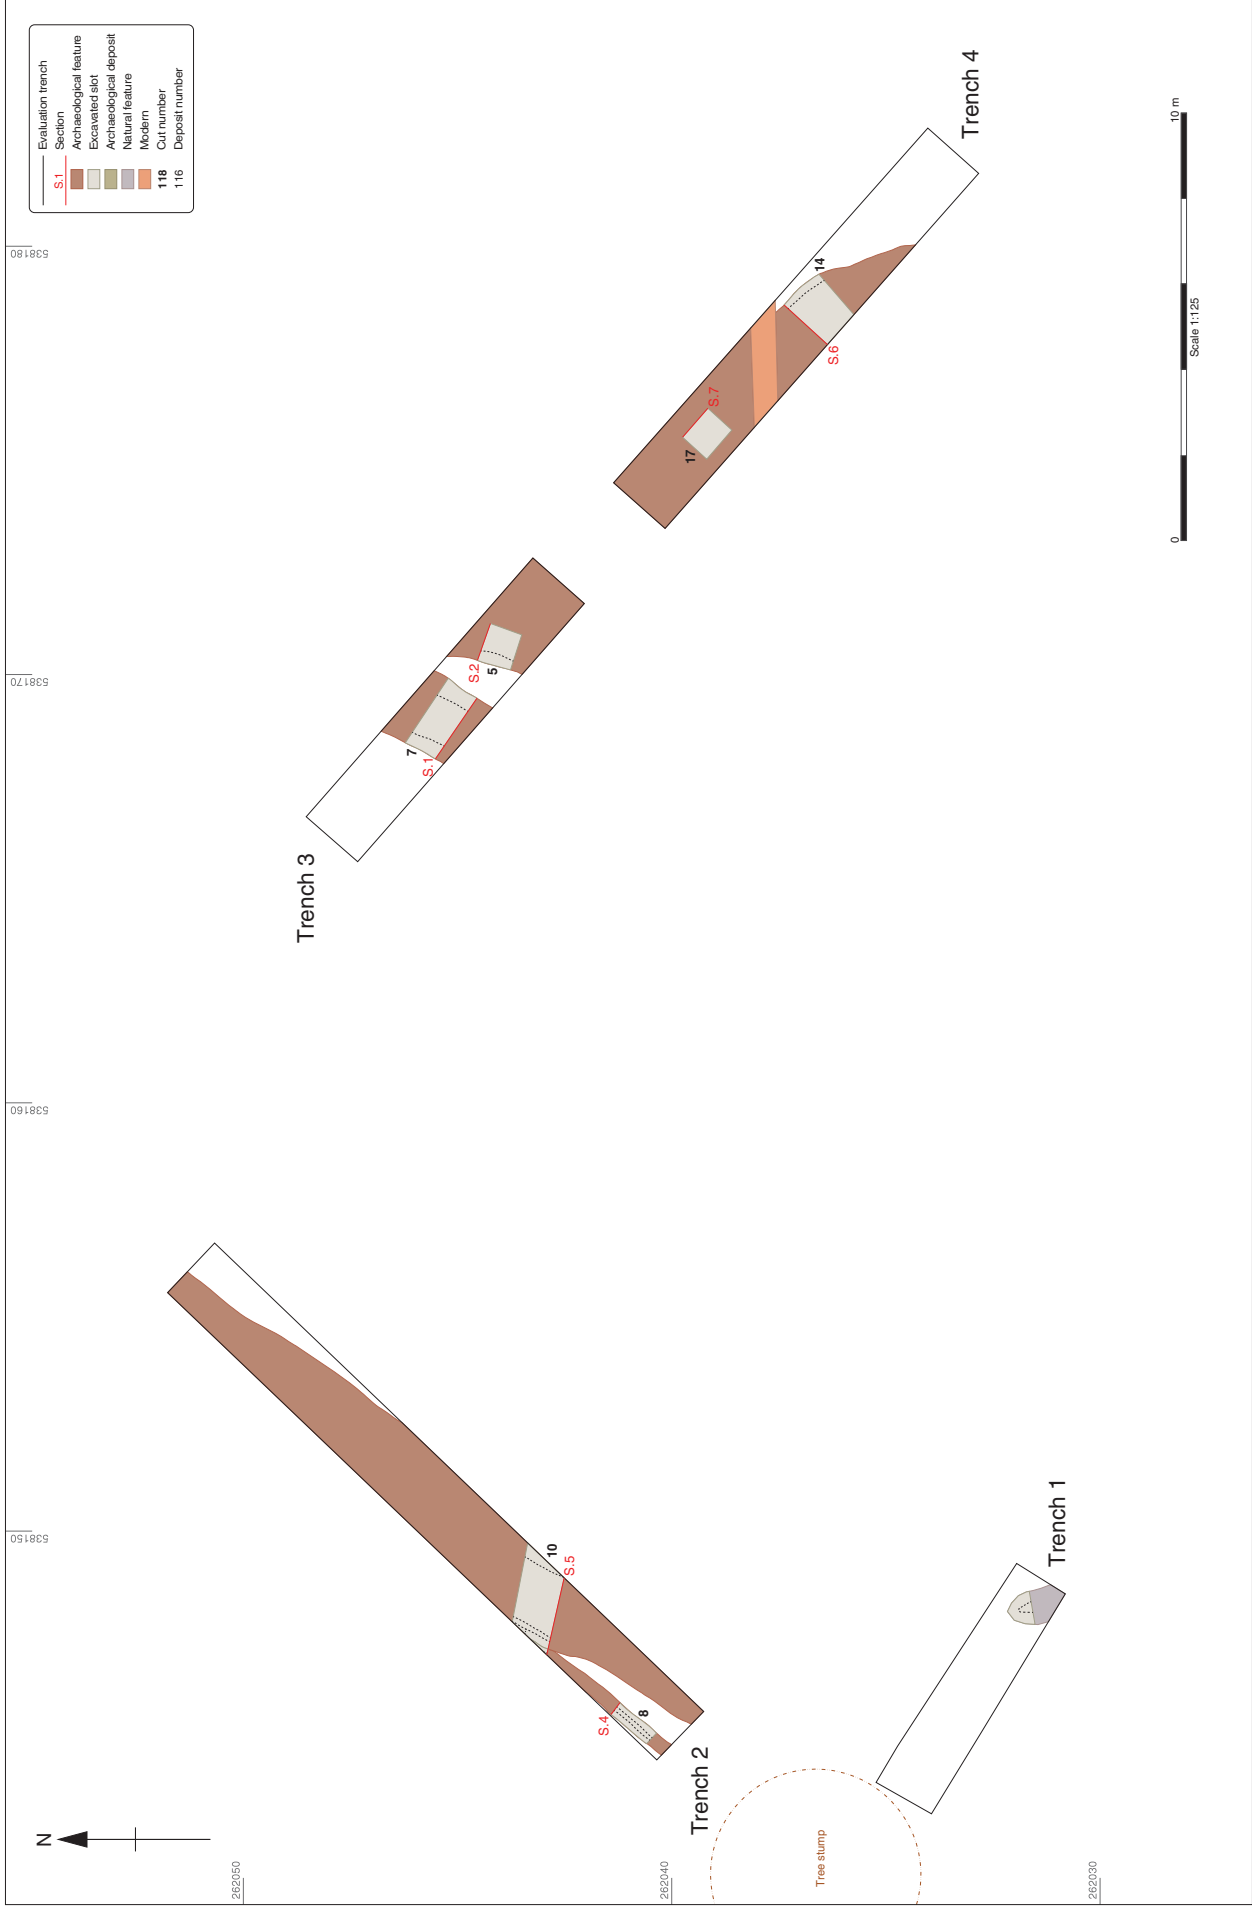 Evaluation trench
S.1 Section
Archaeological feature
Excavated slot
Archaeological deposit
Natural feature
Modern
118 Cut number
116 Deposit number
538180
538170
538160
538150
262050
262040
262030
N
Trench 4
14
S.6
S.7
17
Trench 3
7
S.1
S.2
5
Trench 2
10
S.5
S.4
8
Trench 1
Tree stump
0
10 m
Scale 1:125